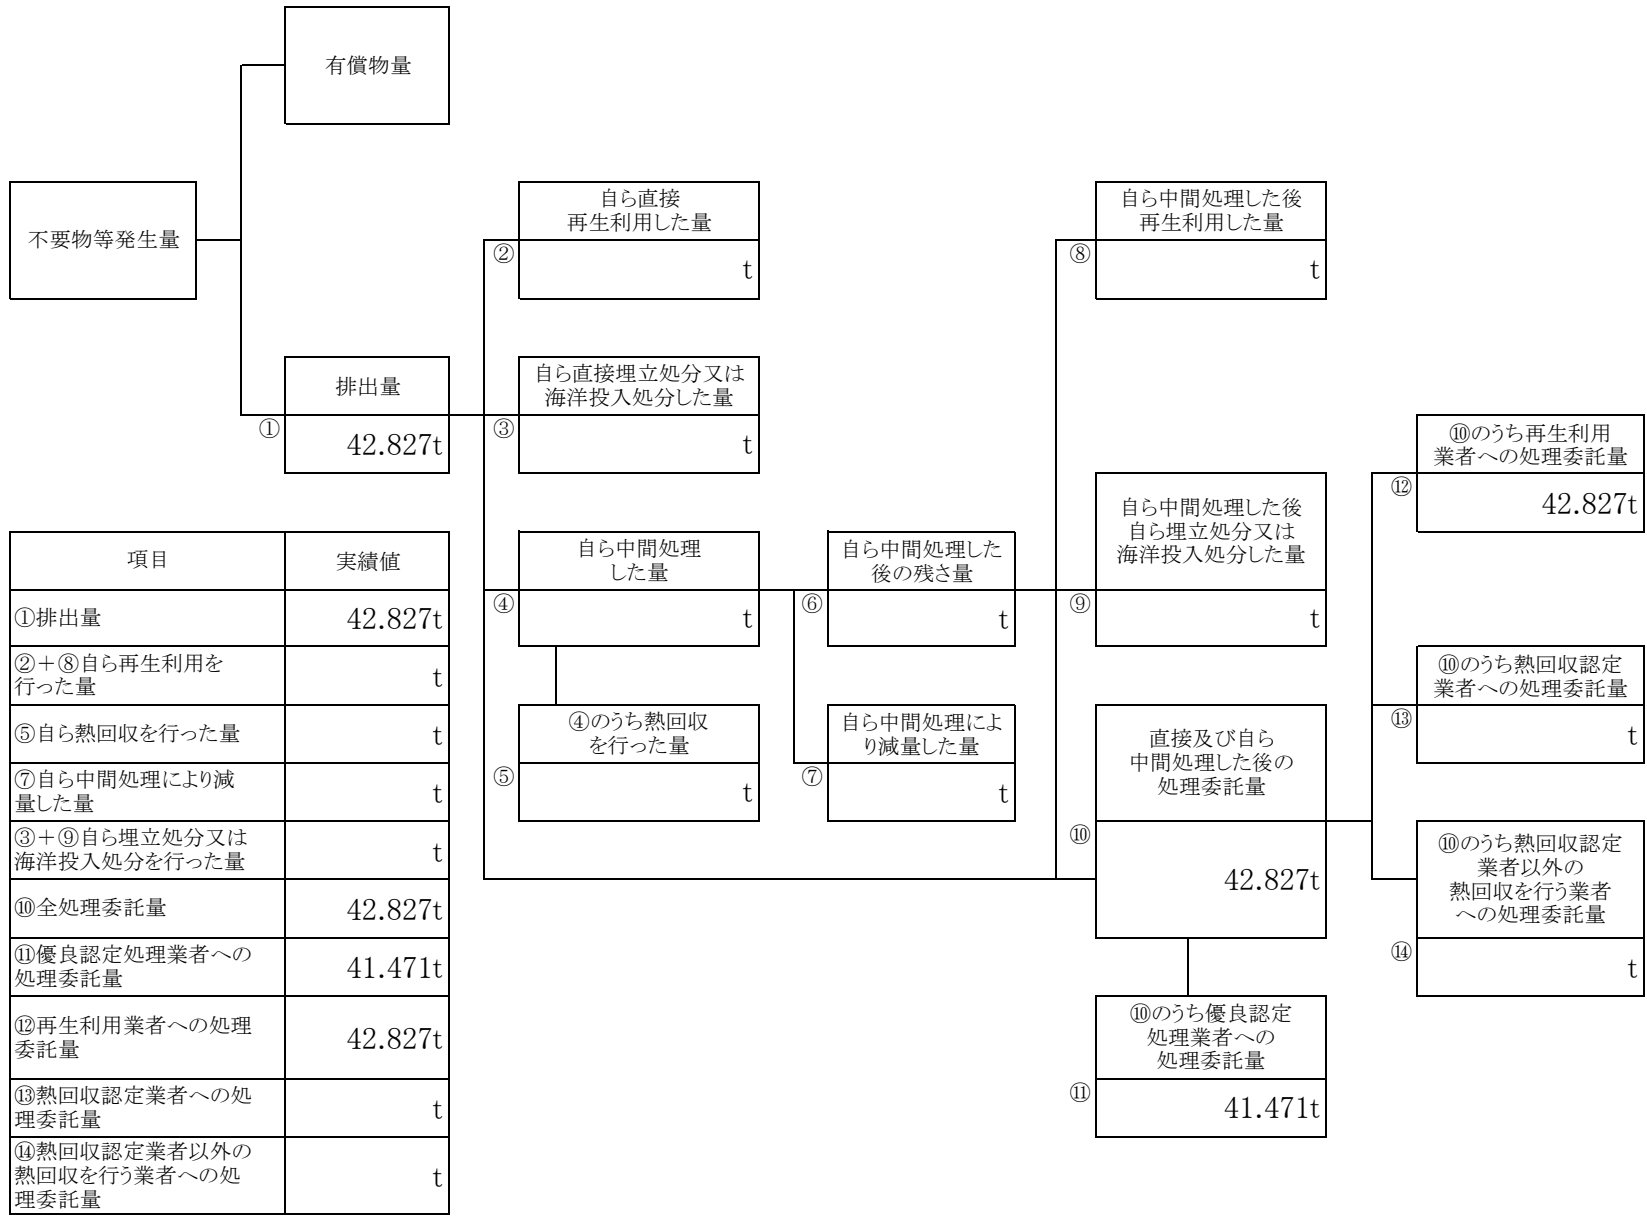 有償物量
不要物等発生量
排出量
①
42.827t
自ら直接
再生利用した量
②
t
自ら直接埋立処分又は
海洋投入処分した量
③
t
自ら中間処理
した量
④
t
④のうち熱回収
を行った量
⑤
t
自ら中間処理した
後の残さ量
⑥
t
自ら中間処理によ
り減量した量
⑦
t
自ら中間処理した後
再生利用した量
⑧
t
自ら中間処理した後
自ら埋立処分又は
海洋投入処分した量
⑨
t
直接及び自ら
中間処理した後の
処理委託量
⑩
42.827t
⑩のうち優良認定
処理業者への
処理委託量
⑪
41.471t
⑩のうち再生利用
業者への処理委託量
⑫
42.827t
⑩のうち熱回収認定
業者への処理委託量
⑬
t
⑩のうち熱回収認定
業者以外の
熱回収を行う業者
への処理委託量
⑭
t
項目 実績値
①排出量 42.827t
②＋⑧自ら再生利用を
行った量 t
⑤自ら熱回収を行った量 t
⑦自ら中間処理により減
量した量 t
③＋⑨自ら埋立処分又は
海洋投入処分を行った量 t
⑩全処理委託量 42.827t
⑪優良認定処理業者への
処理委託量 41.471t
⑫再生利用業者への処理
委託量 42.827t
⑬熱回収認定業者への処
理委託量 t
⑭熱回収認定業者以外の
熱回収を行う業者への処
理委託量 t